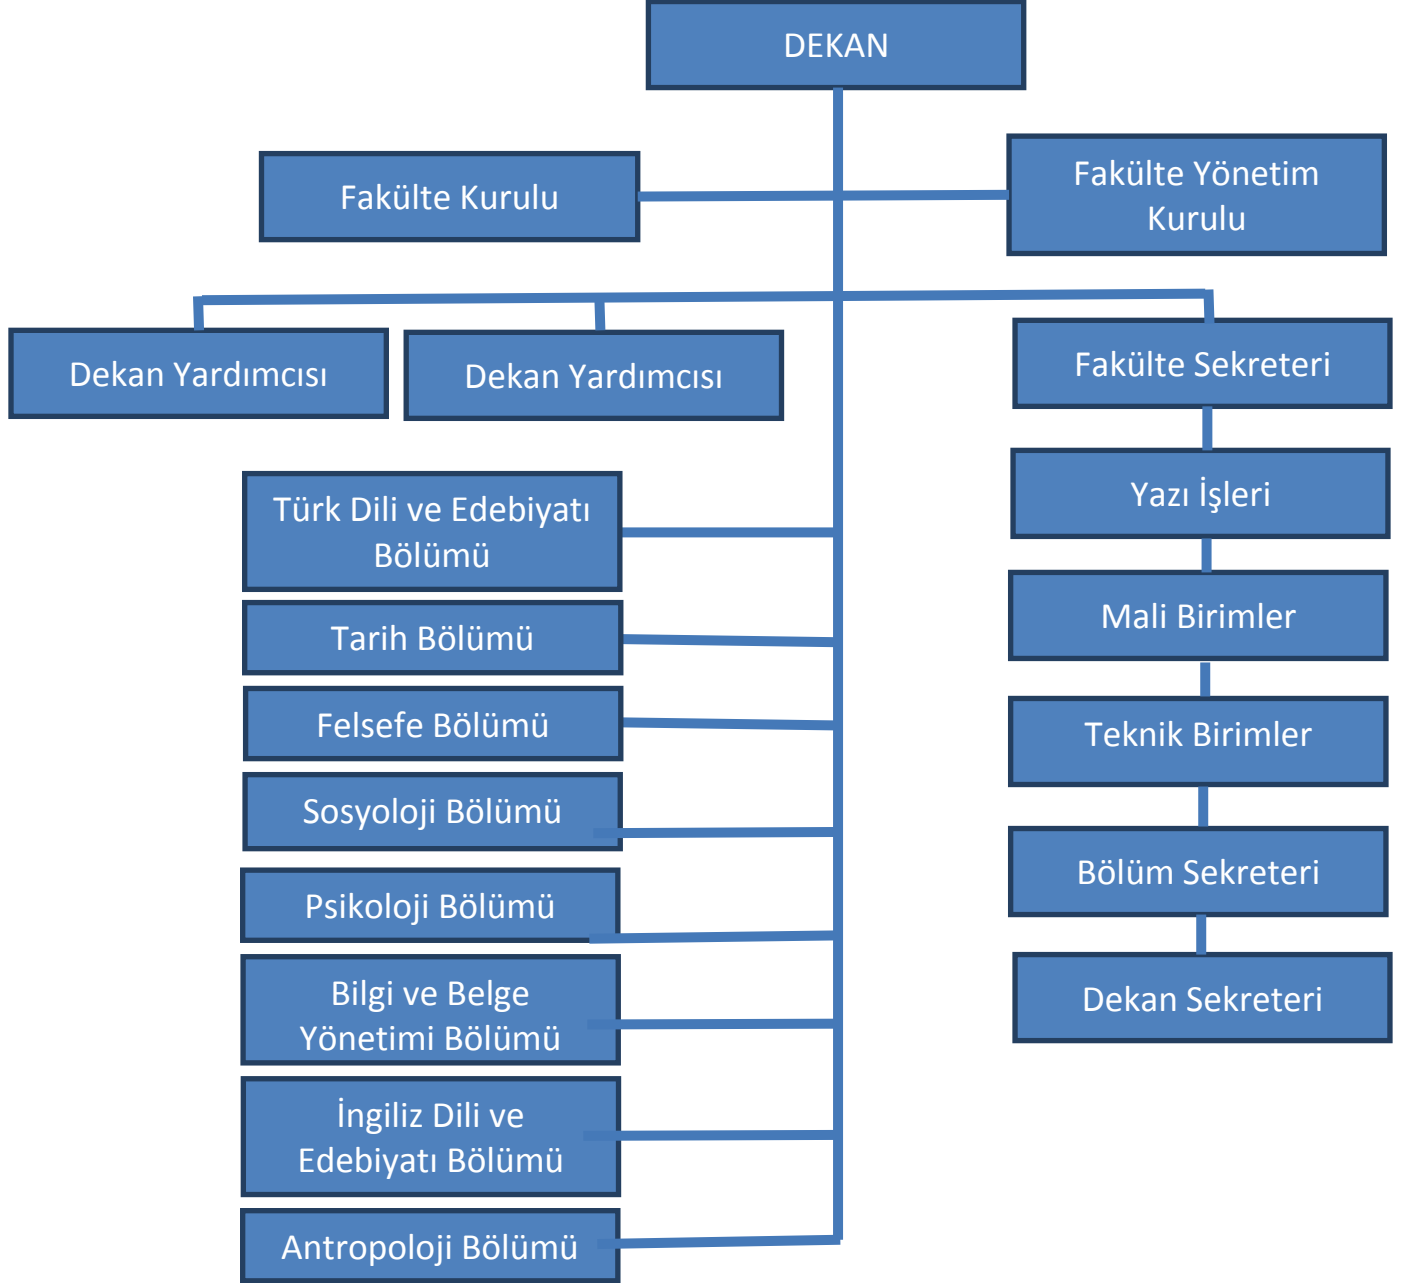 DEKAN
Fakülte Kurulu
Fakülte Yönetim
Kurulu
Dekan Yardımcısı
Dekan Yardımcısı
Fakülte Sekreteri
Yazı İşleri
Mali Birimler
Teknik Birimler
Bölüm Sekreteri
Dekan Sekreteri
Türk Dili ve Edebiyatı
Bölümü
Tarih Bölümü
Felsefe Bölümü
Sosyoloji Bölümü
Psikoloji Bölümü
Bilgi ve Belge
Yönetimi Bölümü
İngiliz Dili ve
Edebiyatı Bölümü
Antropoloji Bölümü